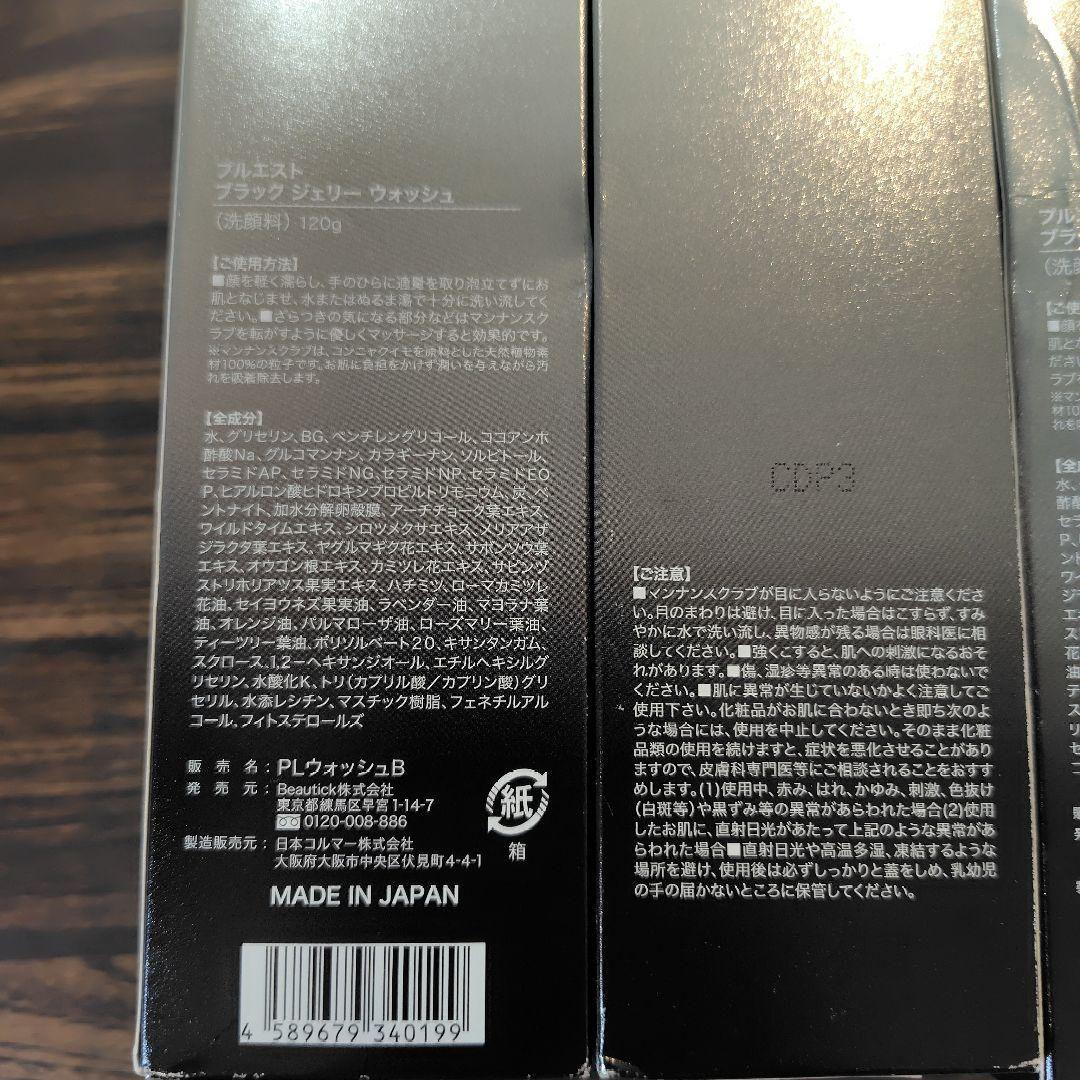 プルエスト
ブラック ジェリー ウォッシュ
(洗顔料) 120g
【ご使用方法】
■顔を軽く濡らし、手のひらに適量を取り泡立てずにお
肌となじませ、水またはぬるま湯で十分に洗い流してく
ださい。■ざらつきの気になる部分などはマンナンスク
ラブを転がすように優しくマッサージすると効果的です。
※マンナンスクラブは、コンニャクイモを原料とした天然植物素
材100%の粒子です。お肌に負担をかけず潤いを与えながら汚
れを吸着除去します。
【全成分】
水、グリセリン、BG、ペンチレングリコール、ココアンホ
酢酸Na、グルコマンナン、カラギーナン、ソルビトール、
セラミドAP、セラミドNG、セラミドNP、セラミドEO
P、ヒアルロン酸ヒドロキシプロピルトリモニウム、炭、ベ
ントナイト、加水分解卵殻膜、アーチチョーク葉エキス、
ワイルドタイムエキス、シロツメクサエキス、メリアアザ
ジラクタ葉エキス、ヤグルマギク花エキス、サボンソウ葉
エキス、オウゴン根エキス、カミツレ花エキス、サピンヅ
ストリホリアツス果実エキス、ハチミツ、ローマカミツレ
花油、セイヨウネズ果実油、ラベンダー油、マヨラナ葉
油、オレンジ油、パルマローザ油、ローズマリー葉油、
ティーツリー葉油、ポリソルベート20、キサンタンガム、
スクロース、1,2-ヘキサンジオール、エチルヘキシルグ
リセリン、水酸化K、トリ(カプリル酸/カプリン酸)グリ
セリル、水添レシチン、マスチック樹脂、フェネチルアル
コール、フィトステロールズ
販 売 名 : PLウォッシュB
発 売 元 : Beautick株式会社
東京都練馬区早宮1-14-7
0120-008-886
製造販売元 : 日本コルマー株式会社
大阪府大阪市中央区伏見町4-4-1
紙
箱
MADE IN JAPAN
4 589679 340199
CDP3
【ご注意】
■マンナンスクラブが目に入らないようにご注意くださ
い。目のまわりは避け、目に入った場合はこすらず、すみ
やかに水で洗い流し、異物感が残る場合は眼科医に相
談してください。■強くこすると、肌への刺激になるおそ
れがあります。■傷、湿疹等異常のある時は使わないで
ください。■肌に異常が生じていないかよく注意してご
使用下さい。化粧品がお肌に合わないとき即ち次のよ
うな場合には、使用を中止してください。そのまま化粧
品類の使用を続けますと、症状を悪化させることがあり
ますので、皮膚科専門医等にご相談されることをおすす
めします。(1)使用中、赤み、はれ、かゆみ、刺激、色抜け
(白斑等)や黒ずみ等の異常があらわれた場合(2)使用
したお肌に、直射日光があたって上記のような異常があ
らわれた場合■直射日光や高温多湿、凍結するような
場所を避け、使用後は必ずしっかりと蓋をしめ、乳幼児
の手の届かないところに保管してください。